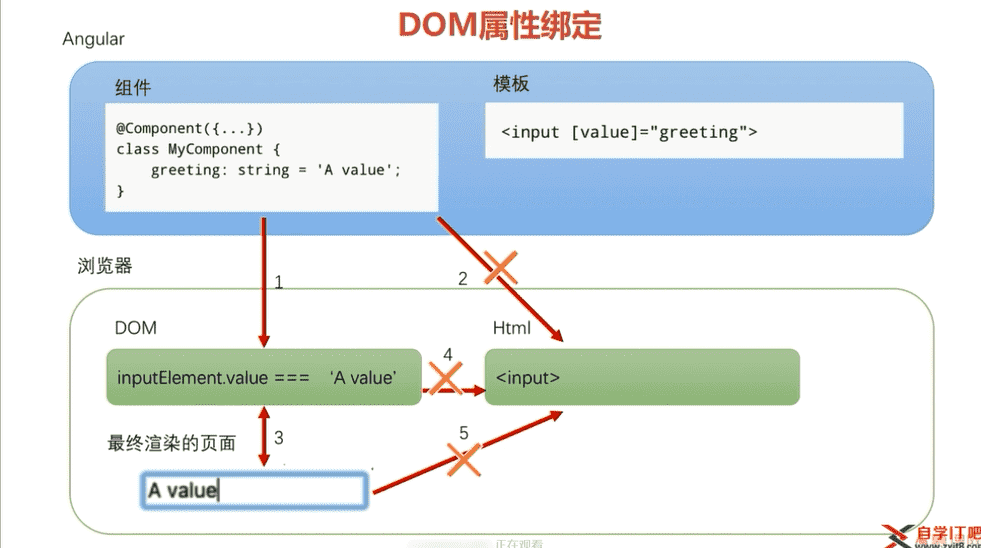 DOM属性绑定
Angular
组件
@Component({...})
class MyComponent {
greeting: string = 'A value';
}
模板
<input [value]="greeting">
1
2
浏览器
DOM
inputElement.value === ‘A value’
4
Html
<input>
3
5
最终渲染的页面
A value
正在观看
自学IT吧
www.zxit8.com